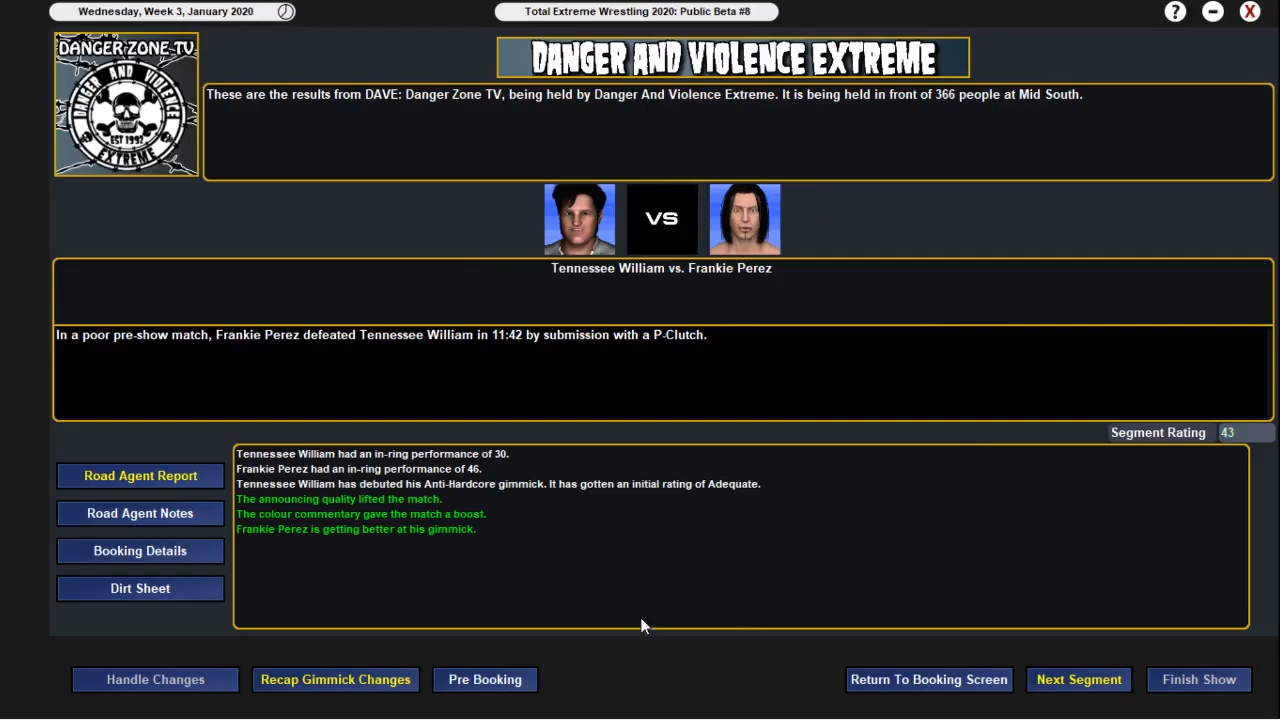 Wednesday, Week 3, January 2020
Total Extreme Wrestling 2020: Public Beta #8
?
X
DANGER ZONE TV
DANGER AND VIOLENCE
EST 1992
EXTREME
DANGER AND VIOLENCE EXTREME
These are the results from DAVE: Danger Zone TV, being held by Danger And Violence Extreme. It is being held in front of 366 people at Mid South.
VS
Tennessee William vs. Frankie Perez
In a poor pre-show match, Frankie Perez defeated Tennessee William in 11:42 by submission with a P-Clutch.
Segment Rating 43
Road Agent Report
Road Agent Notes
Booking Details
Dirt Sheet
Tennessee William had an in-ring performance of 30.
Frankie Perez had an in-ring performance of 46.
Tennessee William has debuted his Anti-Hardcore gimmick. It has gotten an initial rating of Adequate.
The announcing quality lifted the match.
The colour commentary gave the match a boost.
Frankie Perez is getting better at his gimmick.
Handle Changes
Recap Gimmick Changes
Pre Booking
Return To Booking Screen
Next Segment
Finish Show